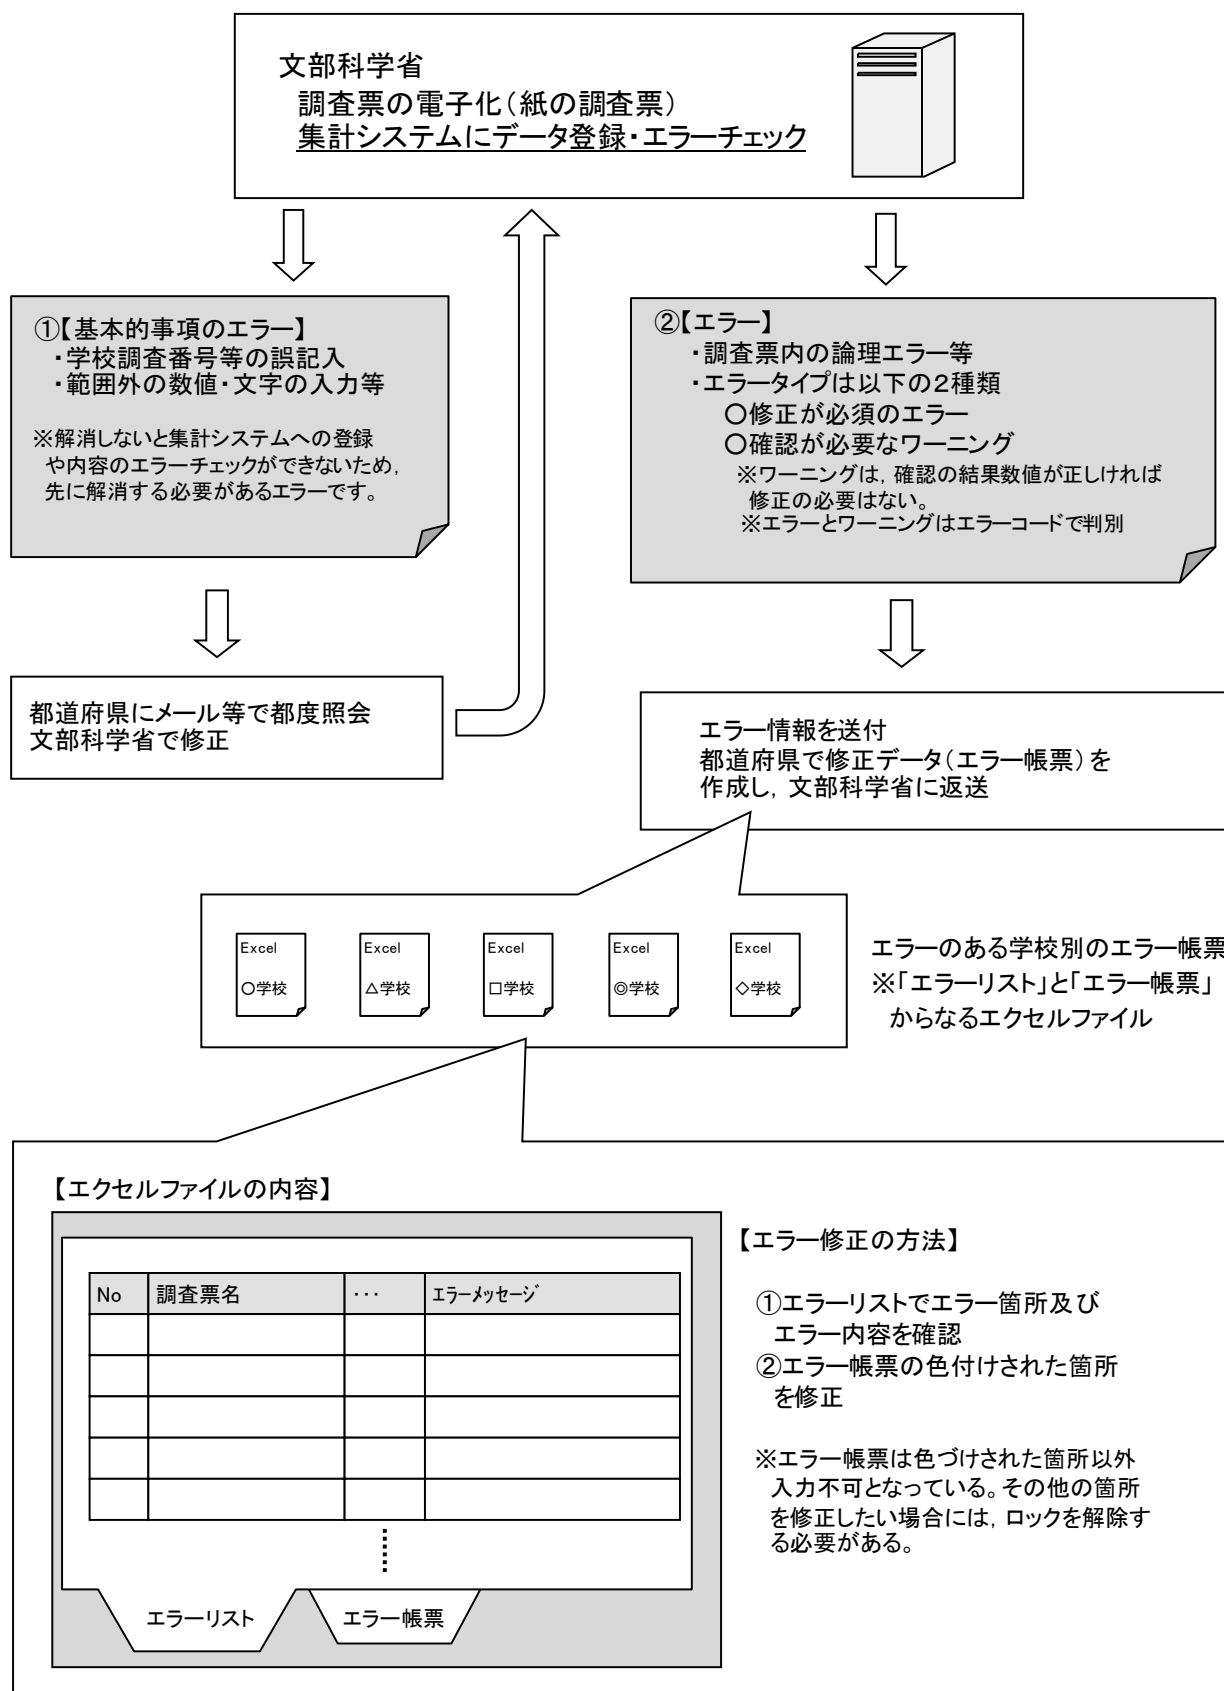 文部科学省
調査票の電子化（紙の調査票）
集計システムにデータ登録・エラーチェック
①【基本的事項のエラー】
・学校調査番号等の誤記入
・範囲外の数値・文字の入力等
※解消しないと集計システムへの登録
や内容のエラーチェックができないため，
先に解消する必要があるエラーです。
②【エラー】
・調査票内の論理エラー等
・エラータイプは以下の２種類
○修正が必須のエラー
○確認が必要なワーニング
※ワーニングは，確認の結果数値が正しければ
修正の必要はない。
※エラーとワーニングはエラーコードで判別
都道府県にメール等で都度照会
文部科学省で修正
エラー情報を送付
都道府県で修正データ（エラー帳票）を
作成し，文部科学省に返送
Excel
○学校
Excel
△学校
Excel
□学校
Excel
◎学校
Excel
◇学校
エラーのある学校別のエラー帳票
※「エラーリスト」と「エラー帳票」
からなるエクセルファイル
【エクセルファイルの内容】
No 調査票名 ・・・ ｴﾗｰﾒｯｾｰｼﾞ
エラーリスト
エラー帳票
【エラー修正の方法】
①エラーリストでエラー箇所及び
エラー内容を確認
②エラー帳票の色付けされた箇所
を修正
※エラー帳票は色づけされた箇所以外
入力不可となっている。その他の箇所
を修正したい場合には，ロックを解除す
る必要がある。